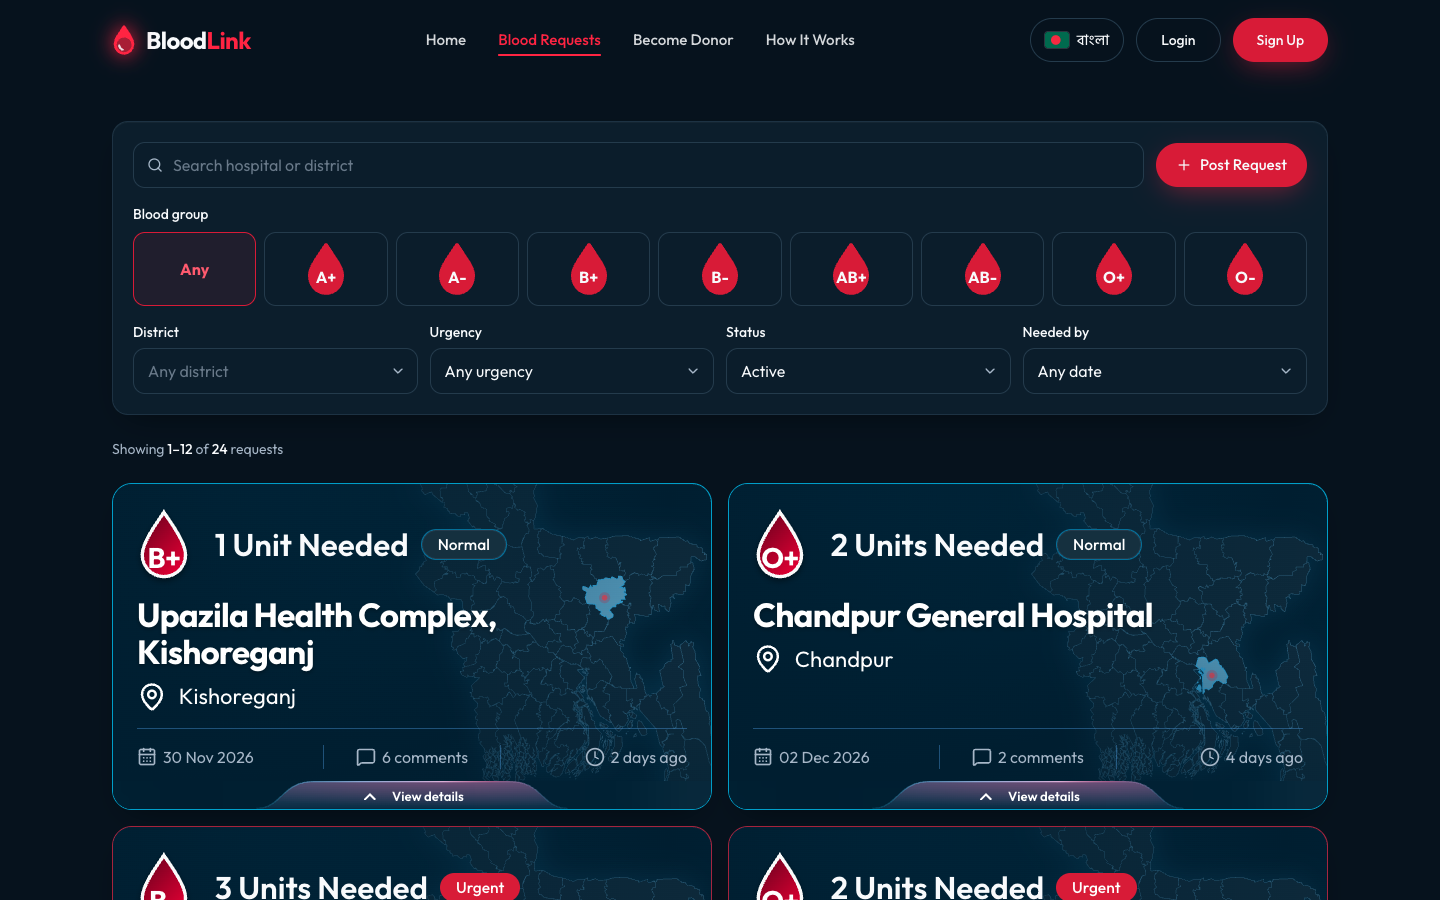 BloodLink
Home Blood Requests Become Donor How It Works
বাংলা Login Sign Up
Search hospital or district
Post Request
Blood group
Any A+ A- B+ B- AB+ AB- O+ O-
District Urgency Status Needed by
Any district Any urgency Active Any date
Showing 1–12 of 24 requests
B+ 1 Unit Needed Normal
Upazila Health Complex,
Kishoreganj
Kishoreganj
30 Nov 2026 6 comments 2 days ago
View details
O+ 2 Units Needed Normal
Chandpur General Hospital
Chandpur
02 Dec 2026 2 comments 4 days ago
View details
3 Units Needed Urgent
O+ 2 Units Needed Urgent